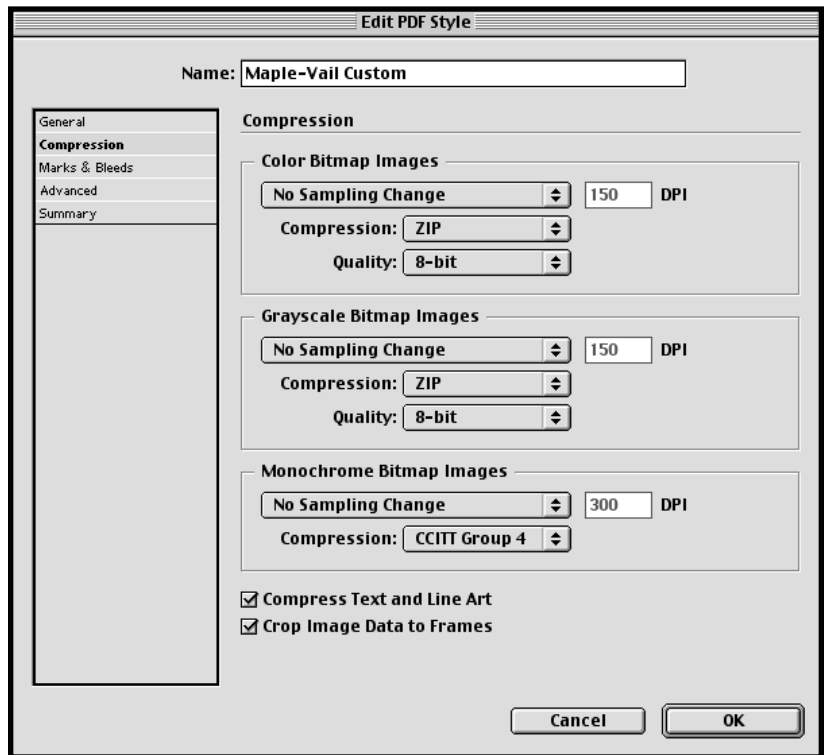 Edit PDF Style
Name: Maple-Vail Custom
General
Compression
Marks & Bleeds
Advanced
Summary
Compression
Color Bitmap Images
No Sampling Change 150 DPI
Compression: ZIP
Quality: 8-bit
Grayscale Bitmap Images
No Sampling Change 150 DPI
Compression: ZIP
Quality: 8-bit
Monochrome Bitmap Images
No Sampling Change 300 DPI
Compression: CCITT Group 4
Compress Text and Line Art
Crop Image Data to Frames
Cancel OK